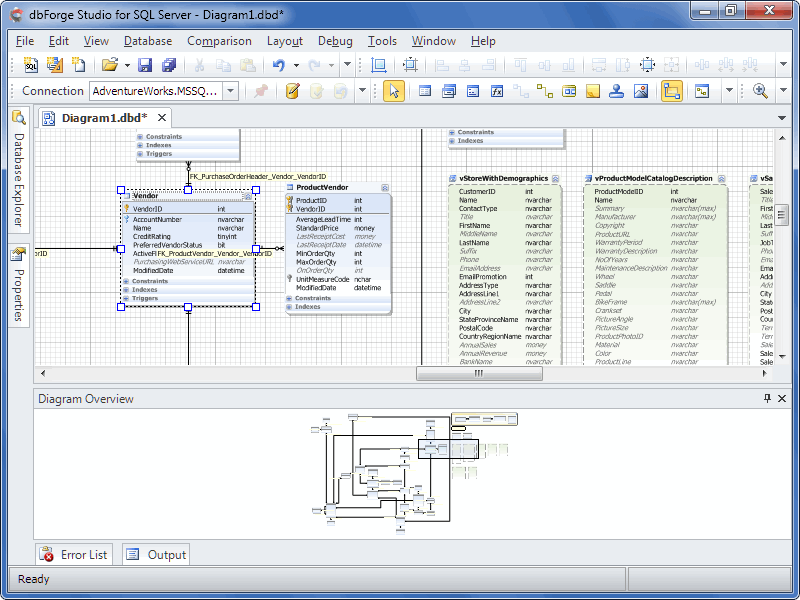 dbForge Studio for SQL Server - Diagram1.dbd*
File Edit View Database Comparison Layout Debug Tools Window Help
SQL
Connection AdventureWorks.MSSQ...
Database Explorer
Properties
Diagram1.dbd*
Constraints
Indexes
Triggers
FK_PurchaseOrderHeader_Vendor_VendorID
Vendor
VendorID int
AccountNumber nvarchar
Name nvarchar
CreditRating tinyint
PreferredVendorStatus bit
FK_ProductVendor_Vendor_VendorID
PurchasingWebServiceURL nvarchar
ModifiedDate datetime
Constraints
Indexes
Triggers
ProductVendor
ProductID int
VendorID int
AverageLeadTime int
StandardPrice money
LastReceiptCost money
LastReceiptDate datetime
MinOrderQty int
MaxOrderQty int
OnOrderQty int
UnitMeasureCode nchar
ModifiedDate datetime
Constraints
Indexes
Constraints
Indexes
vStoreWithDemographics
CustomerID int
Name nvarchar
ContactType nvarchar
Title nvarchar
FirstName nvarchar
MiddleName nvarchar
LastName nvarchar
Suffix nvarchar
Phone nvarchar
EmailAddress nvarchar
EmailPromotion int
AddressType nvarchar
AddressLine1 nvarchar
AddressLine2 nvarchar
City nvarchar
StateProvinceName nvarchar
PostalCode nvarchar
CountryRegionName nvarchar
AnnualSales money
AnnualRevenue money
BankName nvarchar
vProductModelCatalogDescription
ProductModelID int
Name nvarchar
Summary nvarchar(max)
Manufacturer nvarchar(max)
Copyright nvarchar
ProductURL nvarchar
WarrantyPeriod nvarchar
WarrantyDescription nvarchar
NoOfYears nvarchar
MaintenanceDescription nvarchar
Wheel nvarchar
Saddle nvarchar
Pedal nvarchar
BikeFrame nvarchar(max)
Crankset nvarchar
PictureAngle nvarchar
PictureSize nvarchar
ProductPhotoID nvarchar
Material nvarchar
Color nvarchar
ProductLine nvarchar
Diagram Overview
Error List Output
Ready